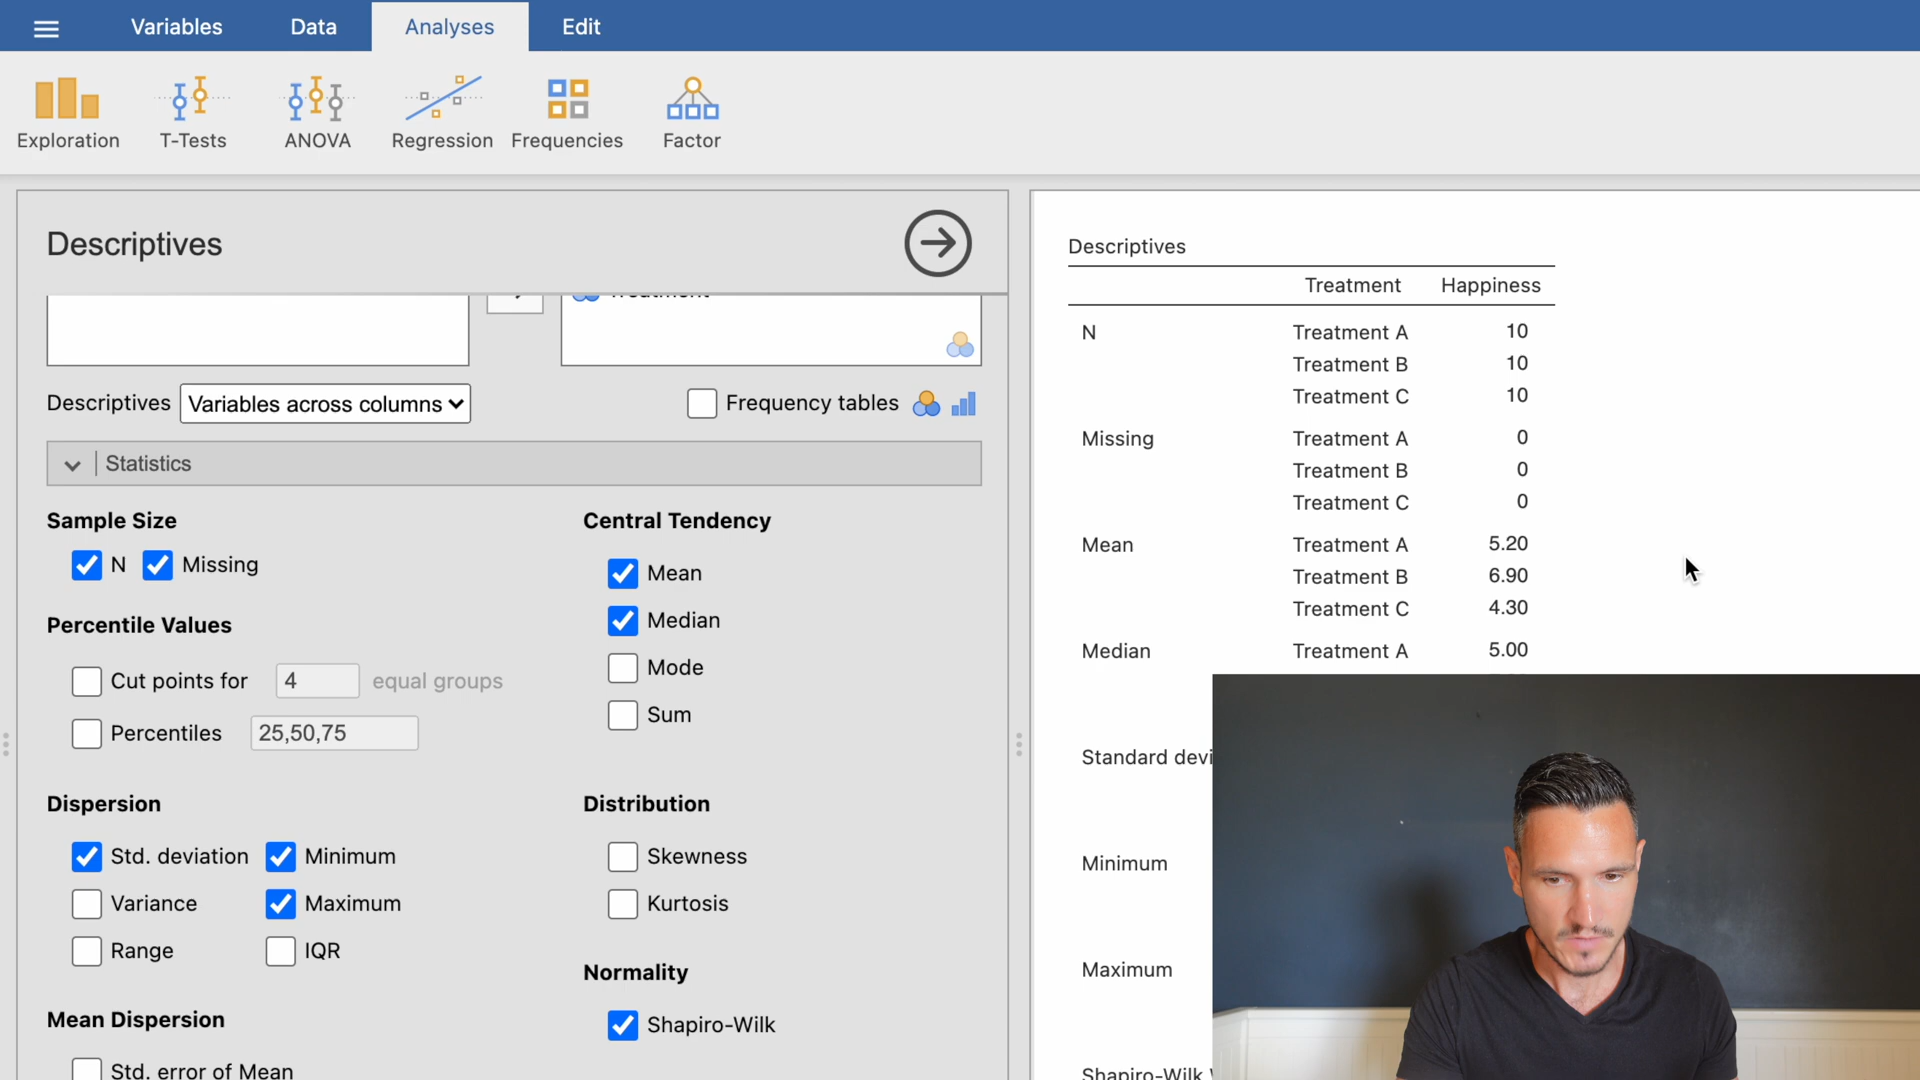 Variables Data Analyses Edit
Exploration T-Tests ANOVA Regression Frequencies Factor
Descriptives
Descriptives Variables across columns Frequency tables
Statistics
Sample Size
N Missing
Percentile Values
Cut points for 4 equal groups
Percentiles 25,50,75
Central Tendency
Mean
Median
Mode
Sum
Dispersion
Std. deviation Minimum
Variance Maximum
Range IQR
Distribution
Skewness
Kurtosis
Mean Dispersion
Std. error of Mean
Normality
Shapiro-Wilk
Descriptives
Treatment Happiness
N Treatment A 10
Treatment B 10
Treatment C 10
Missing Treatment A 0
Treatment B 0
Treatment C 0
Mean Treatment A 5.20
Treatment B 6.90
Treatment C 4.30
Median Treatment A 5.00
Standard devi
Minimum
Maximum
Shapiro-Wilk